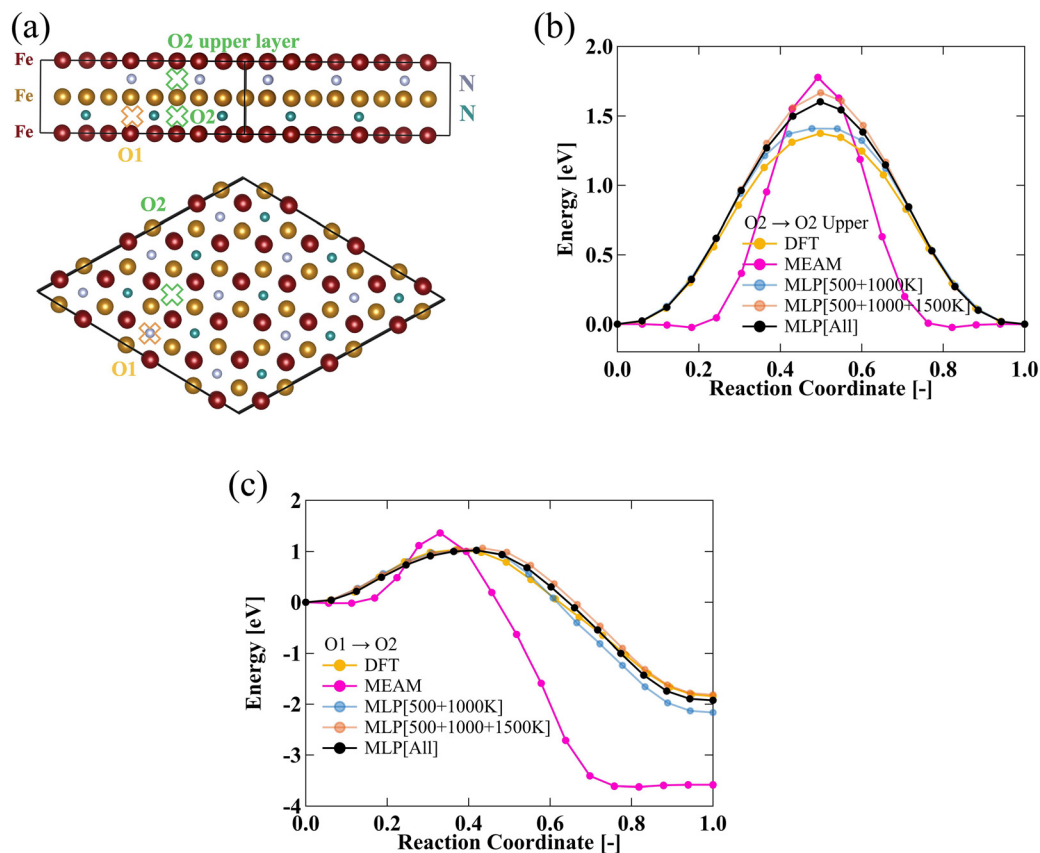 (a)
O2 upper layer
Fe
N
Fe
O2
N
Fe
O1
O2
O1
(b)
2.0
1.5
1.0
0.5
0.0
Energy [eV]
O2 → O2 Upper
DFT
MEAM
MLP[500+1000K]
MLP[500+1000+1500K]
MLP[All]
0.0 0.2 0.4 0.6 0.8 1.0
Reaction Coordinate [-]
(c)
2
1
0
-1
-2
-3
-4
Energy [eV]
O1 → O2
DFT
MEAM
MLP[500+1000K]
MLP[500+1000+1500K]
MLP[All]
0.0 0.2 0.4 0.6 0.8 1.0
Reaction Coordinate [-]